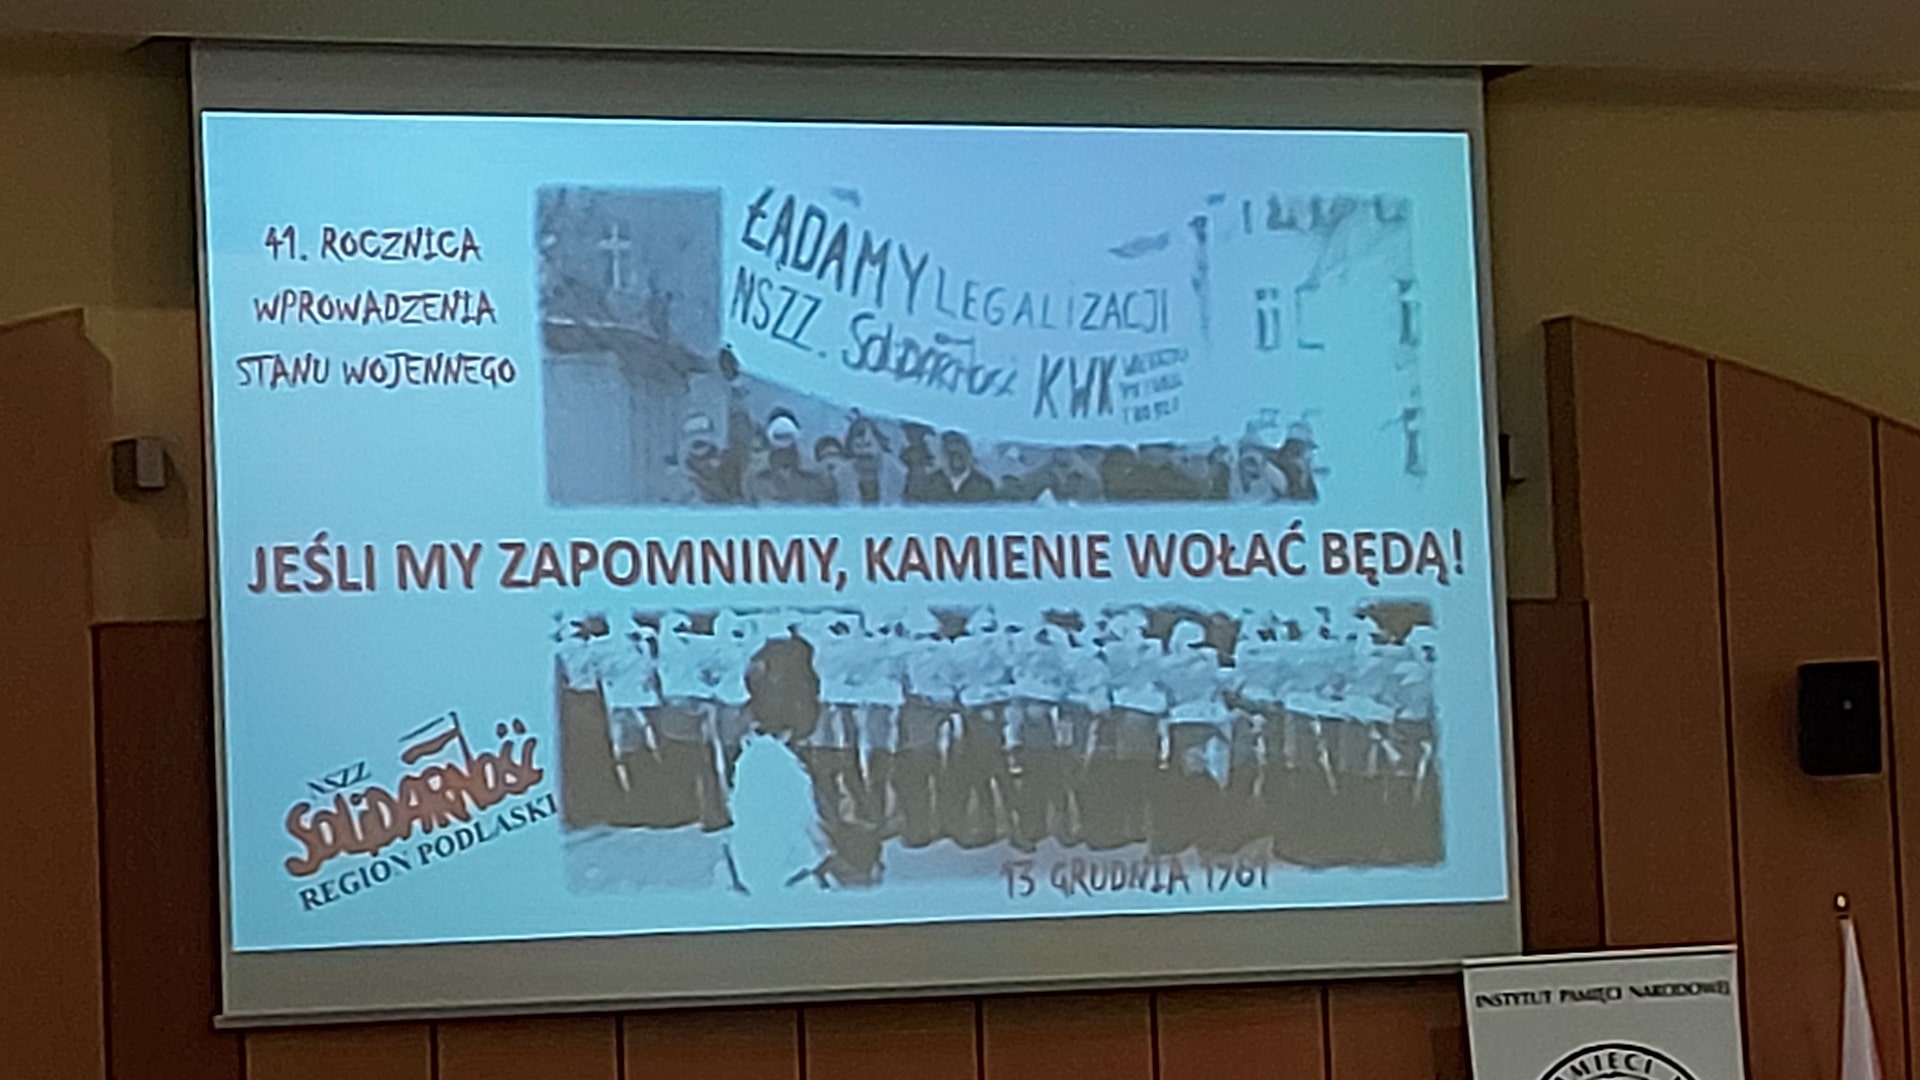 41. ROCZNICA
WPROWADZENIA
STANU WOJENNEGO
ŁĄDAMY LEGALIZACJI
NSZZ. SOLIDARNOŚĆ KWK
JEŚLI MY ZAPOMNIMY, KAMIENIE WOŁAĆ BĘDĄ!
NSZZ
SOLIDARNOŚĆ
REGION PODLASKI
13 GRUDNIA 1981
INSTYTUT PAMIĘCI NARODOWEJ